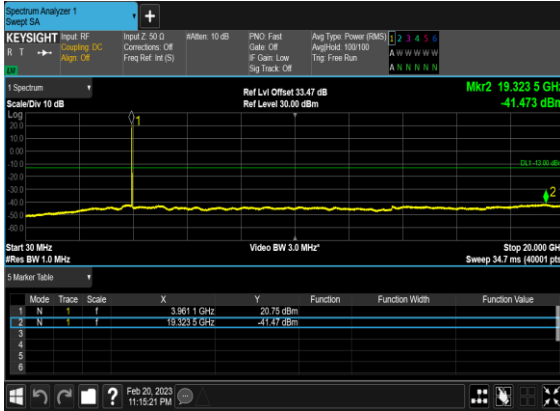 Spectrum Analyzer 1
Swept SA
+
KEYSIGHT
R T
Input: RF
Coupling: DC
Align: Off
Input Z: 50 Ω
Corrections: Off
Freq Ref: Int (S)
#Atten: 10 dB
PNO: Fast
Gate: Off
IF Gain: Low
Sig Track: Off
Avg Type: Power (RMS)
Avg|Hold: 100/100
Trig: Free Run
1 2 3 4 5 6
A W W W W W
A N N N N N
1 Spectrum
Scale/Div 10 dB
Ref Lvl Offset 33.47 dB
Ref Level 30.00 dBm
Mkr2 19.323 5 GHz
-41.473 dBm
Log
20.0
10.0
0.00
-10.0
-20.0
-30.0
-40.0
-50.0
-60.0
1
DL1 -13.00 dBm
2
Start 30 MHz
#Res BW 1.0 MHz
Video BW 3.0 MHz*
Stop 20.000 GH
Sweep 34.7 ms (40001 pts
5 Marker Table
Mode Trace Scale X Y Function Function Width Function Value
1 N 1 f 3.961 1 GHz 20.75 dBm
2 N 1 f 19.323 5 GHz -41.47 dBm
3
4
5
6
?
Feb 20, 2023
11:15:21 PM